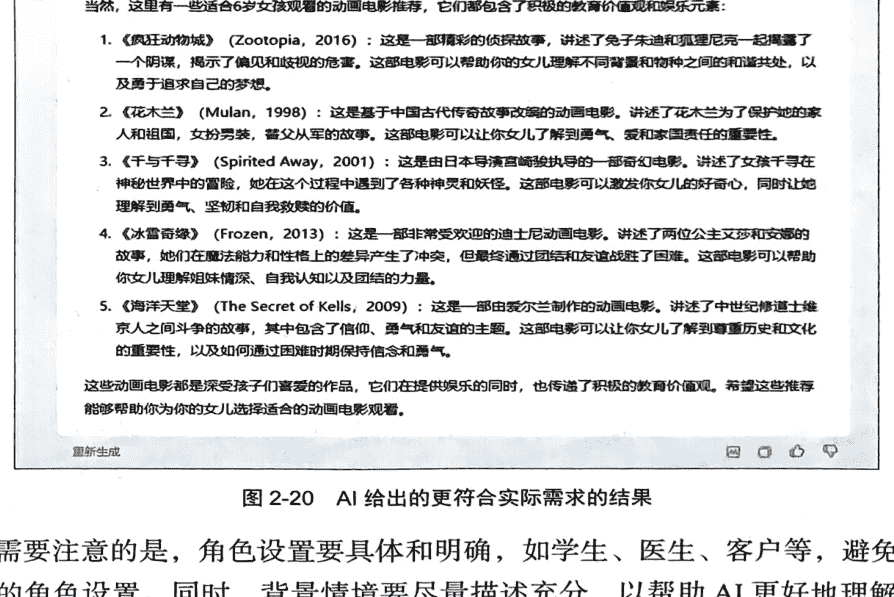 当然，这里有一些适合6岁女孩观看的动画电影推荐，它们都包含了积极的教育价值观和娱乐元素：
1. 《疯狂动物城》（Zootopia，2016）：这是一部精彩的侦探故事，讲述了兔子朱迪和狐狸尼克一起揭露了
一个阴谋，揭示了偏见和歧视的危害。这部电影可以帮助你的女儿理解不同背景和物种之间的和谐共处，以
及勇于追求自己的梦想。
2. 《花木兰》（Mulan，1998）：这是基于中国古代传奇故事改编的动画电影。讲述了花木兰为了保护她的家
人和祖国，女扮男装，替父从军的故事。这部电影可以让你女儿了解到勇气、爱和家国责任的重要性。
3. 《千与千寻》（Spirited Away，2001）：这是由日本导演宫崎骏执导的一部奇幻电影。讲述了女孩千寻在
神秘世界中的冒险，她在这个过程中遇到了各种神灵和妖怪。这部电影可以激发你女儿的好奇心，同时让她
理解到勇气、坚韧和自我救赎的价值。
4. 《冰雪奇缘》（Frozen，2013）：这是一部非常受欢迎的迪士尼动画电影。讲述了两位公主艾莎和安娜的
故事，她们在魔法能力和性格上的差异产生了冲突，但最终通过团结和友谊战胜了困难。这部电影可以帮助
你女儿理解姐妹情深、自我认知以及团结的力量。
5. 《海洋天堂》（The Secret of Kells，2009）：这是一部由爱尔兰制作的动画电影。讲述了中世纪修道士维
京人之间斗争的故事，其中包含了信仰、勇气和友谊的主题。这部电影可以让你女儿了解到尊重历史和文化
的重要性，以及如何通过困难时期保持信念和勇气。
这些动画电影都是深受孩子们喜爱的作品，它们在提供娱乐的同时，也传递了积极的教育价值观。希望这些推荐
能够帮助你为你的女儿选择适合的动画电影观看。
重新生成
图 2-20 AI 给出的更符合实际需求的结果
需要注意的是，角色设置要具体和明确，如学生、医生、客户等，避免
的角色设置。同时，背景情境要尽量描述充分，以帮助 AI 更好地理解